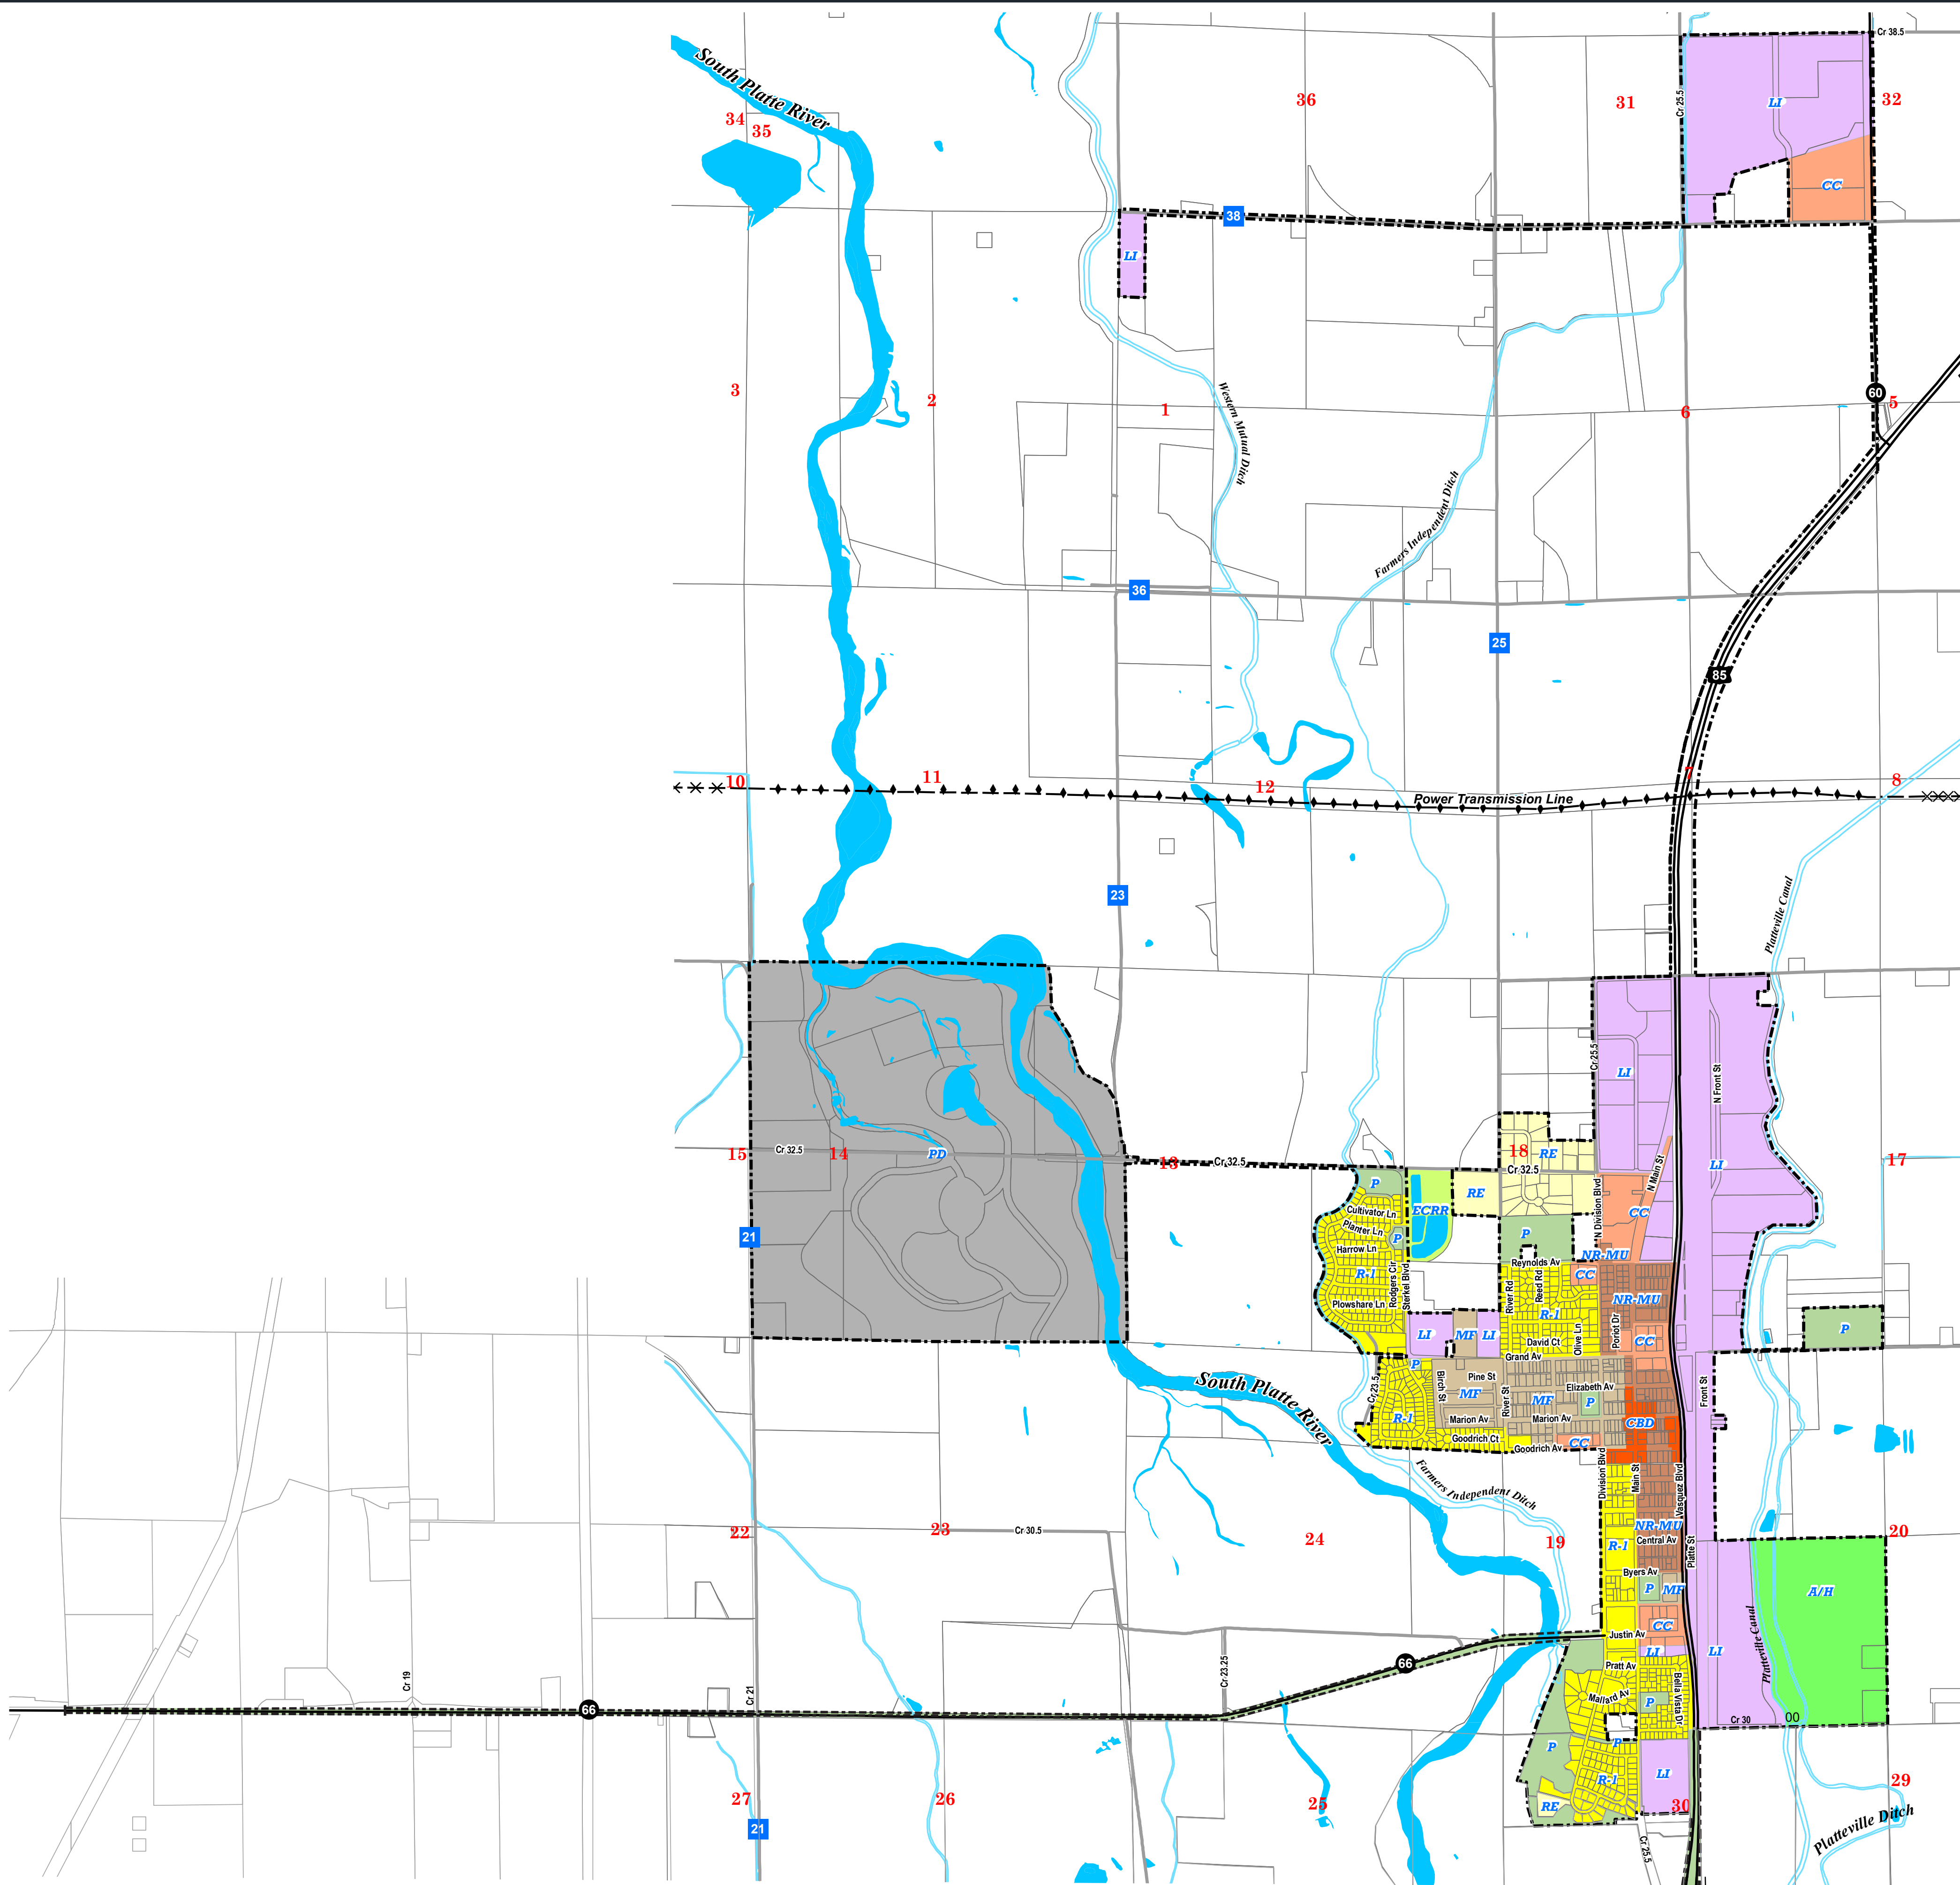 Cr 38.5
South Platte River
34
35
36
31
32
Cr 25.5
LI
CC
38
LI
3
2
1
6
5
60
Western Mutual Ditch
Farmers Independent Ditch
36
25
85
10
11
12
7
8
Power Transmission Line
23
Platteville Canal
Cr 25.5
LI
N Front St
15
Cr 32.5
14
PD
13
Cr 32.5
18
RE
Cr 32.5
N Main St
LI
17
P
ECRR
RE
N Division Blvd
CC
Cultivator Ln
Planter Ln
P
Harrow Ln
21
P
NR-MU
Reynolds Av
R-1
Rodgers Cir
Sterkel Blvd
CC
River Rd
Reed Rd
NR-MU
Plowshare Ln
R-1
Olive Ln
Poriot Dr
LI
MF
LI
David Ct
CC
P
Grand Av
P
Cr 23.5
Birch St
Pine St
MF
River St
Elizabeth Av
MF
P
Front St
South Platte River
R-1
Marion Av
Marion Av
CBD
Goodrich Ct
Goodrich Av
CC
Farmers Independent Ditch
Division Blvd
Main St
Vasquez Blvd
22
23
Cr 30.5
24
19
NR-MU
20
R-1
Central Av
Platte St
Byers Av
P
MF
A/H
CC
Justin Av
LI
LI
Platteville Canal
66
Pratt Av
Cr 19
Cr 21
Cr 23.25
Mallard Av
P
Bella Vista Dr
66
Cr 30
00
P
P
R-1
LI
27
26
25
RE
30
29
21
Cr 25.5
Platteville Ditch